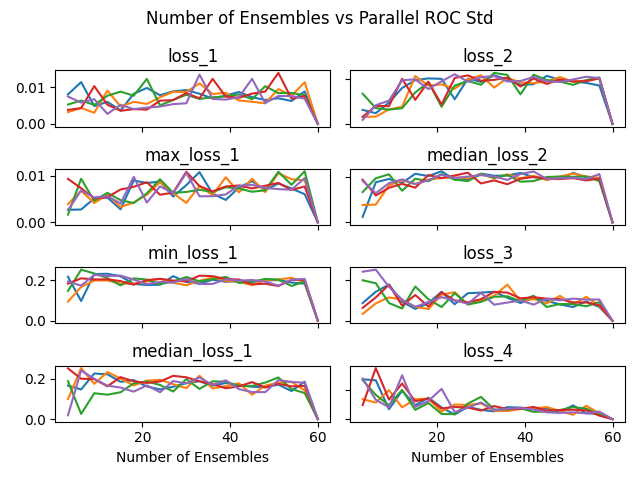 Number of Ensembles vs Parallel ROC Std
loss_1
loss_2
0.01
0.00
max_loss_1
median_loss_2
0.01
0.00
min_loss_1
loss_3
0.2
0.0
median_loss_1
loss_4
0.2
0.0
20 40 60
20 40 60
Number of Ensembles
Number of Ensembles